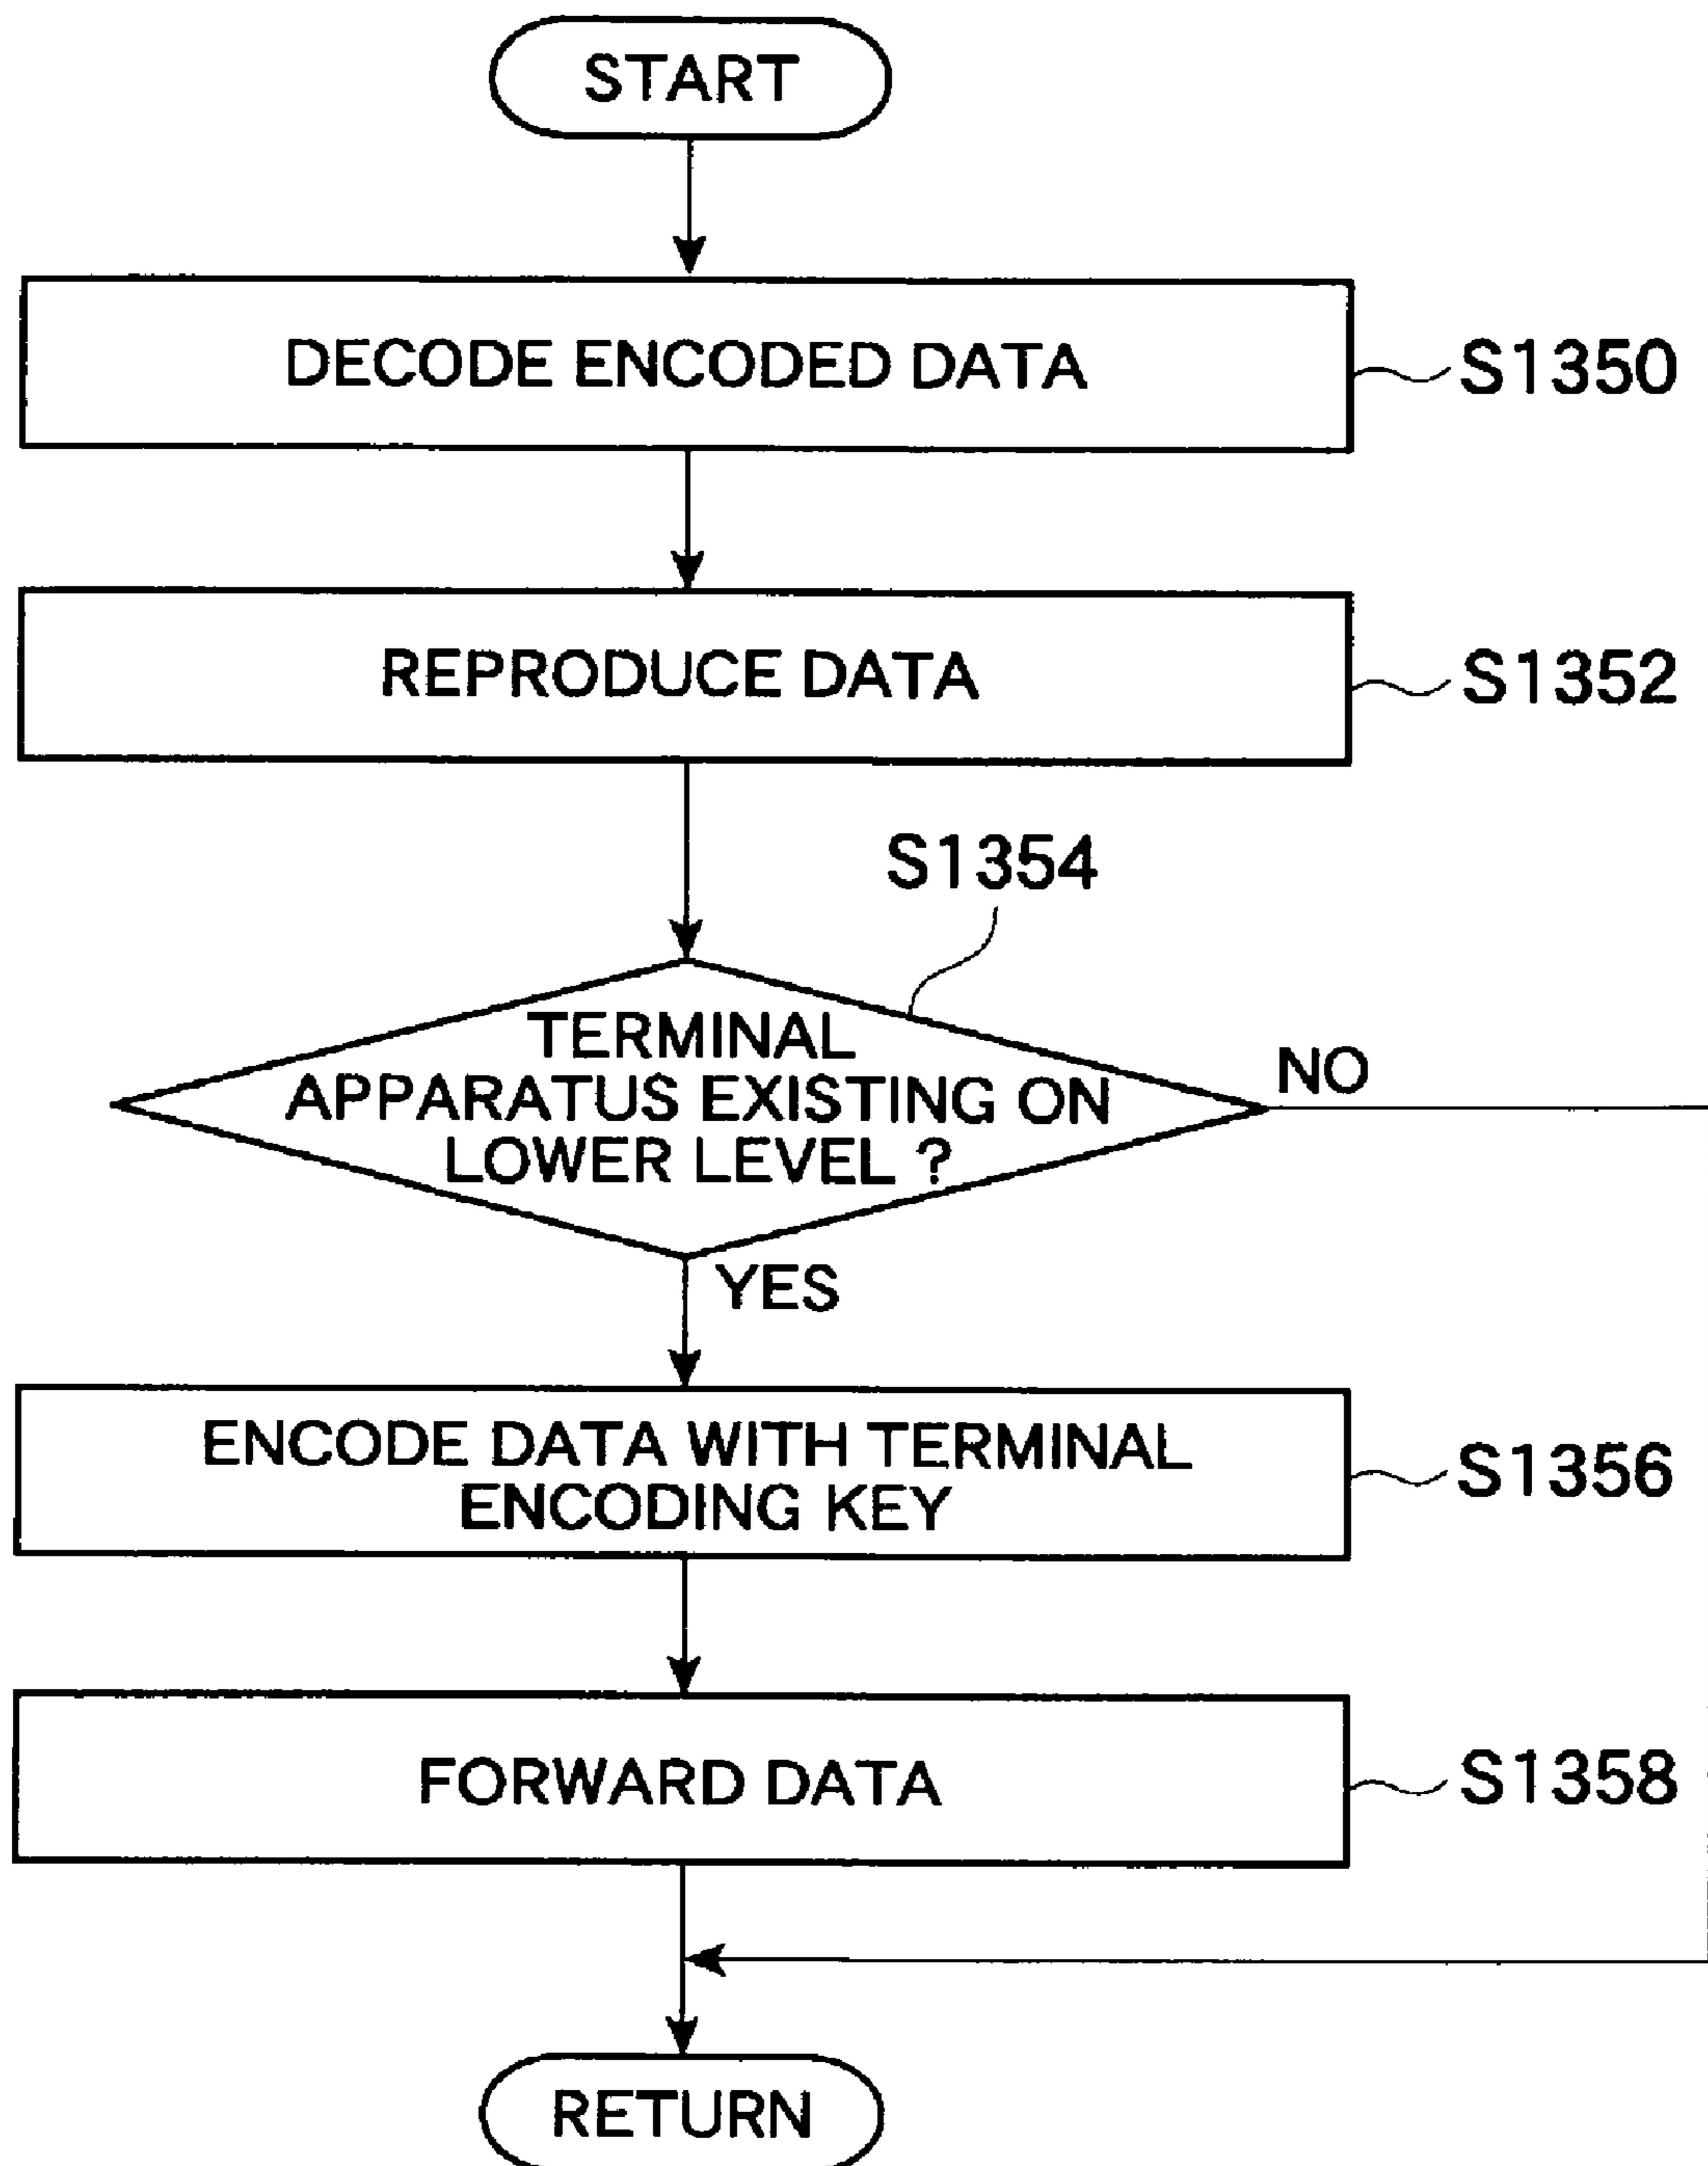 START
DECODE ENCODED DATA
S1350
REPRODUCE DATA
S1352
S1354
TERMINAL
APPARATUS EXISTING ON
LOWER LEVEL ?
NO
YES
ENCODE DATA WITH TERMINAL
ENCODING KEY
S1356
FORWARD DATA
S1358
RETURN